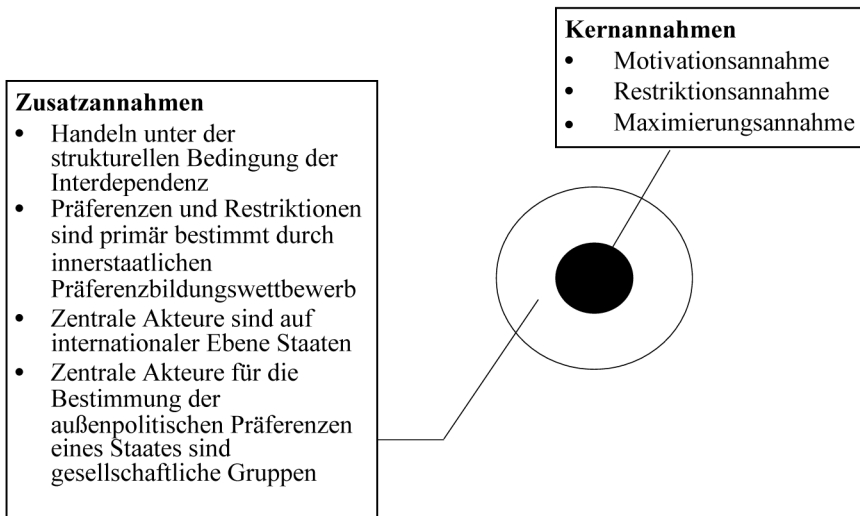 Kernannahmen
• Motivationsannahme
• Restriktionsannahme
• Maximierungsannahme
Zusatzannahmen
• Handeln unter der
strukturellen Bedingung der
Interdependenz
• Präferenzen und Restriktionen
sind primär bestimmt durch
innerstaatlichen
Präferenzbildungswettbewerb
• Zentrale Akteure sind auf
internationaler Ebene Staaten
• Zentrale Akteure für die
Bestimmung der
außenpolitischen Präferenzen
eines Staates sind
gesellschaftliche Gruppen